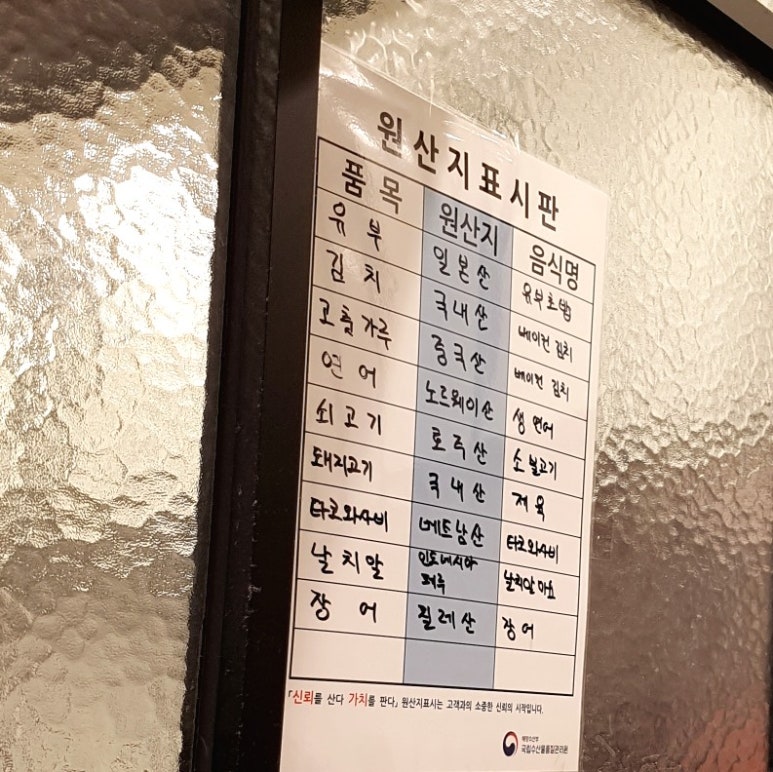 원산지표시판
품목 원산지 음식명
유부 일본산 유부초밥
김치 국내산 베이컨 김치
고춧가루 중국산 베이컨 김치
연어 노르웨이산 생연어
쇠고기 호주산 소불고기
돼지고기 국내산 제육
타코와사비 베트남산 타코와사비
날치알 인도네시아 페루 날치알마요
장어 칠레산 장어
「신뢰를 산다 가치를 판다」 원산지표시는 고객과의 소중한 신뢰의 시작입니다.
해양수산부
국립수산물품질관리원